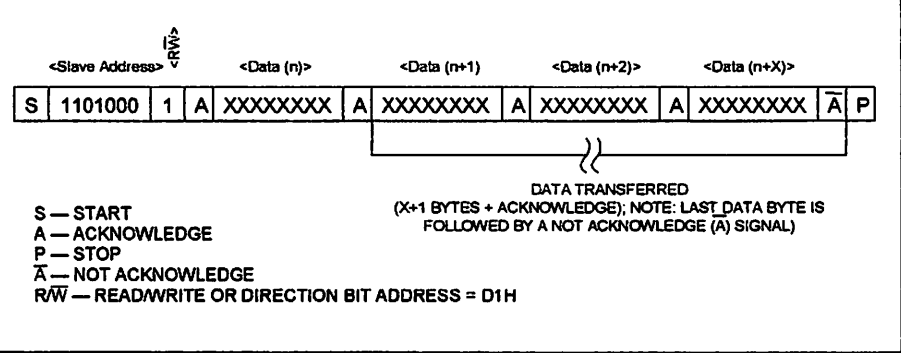 <R/W̅>
<Slave Address> <Data (n)> <Data (n+1) <Data (n+2)> <Data (n+X)>
S 1101000 1 A XXXXXXXX A XXXXXXXX A XXXXXXXX A XXXXXXXX A̅ P
DATA TRANSFERRED
(X+1 BYTES + ACKNOWLEDGE); NOTE: LAST DATA BYTE IS
FOLLOWED BY A NOT ACKNOWLEDGE (A̅) SIGNAL)
S — START
A — ACKNOWLEDGE
P — STOP
A̅ — NOT ACKNOWLEDGE
R/W̅ — READ/WRITE OR DIRECTION BIT ADDRESS = D1H